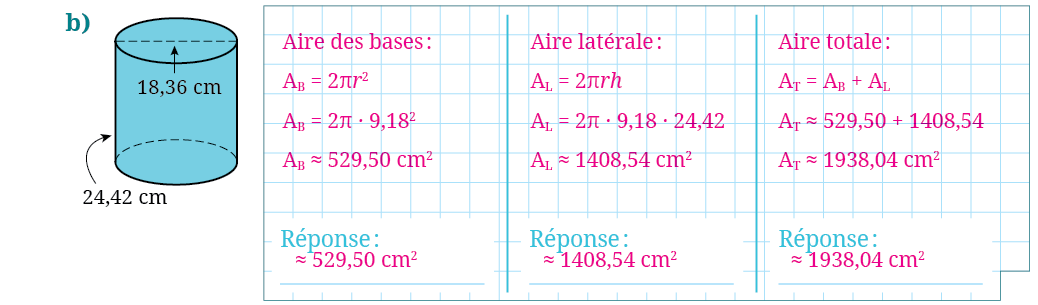 b)
18,36 cm
24,42 cm
Aire des bases :
A_B = 2πr²
A_B = 2π · 9,18²
A_B ≈ 529,50 cm²
Réponse :
≈ 529,50 cm²
Aire latérale :
A_L = 2πrh
A_L = 2π · 9,18 · 24,42
A_L ≈ 1408,54 cm²
Réponse :
≈ 1408,54 cm²
Aire totale :
A_T = A_B + A_L
A_T ≈ 529,50 + 1408,54
A_T ≈ 1938,04 cm²
Réponse :
≈ 1938,04 cm²